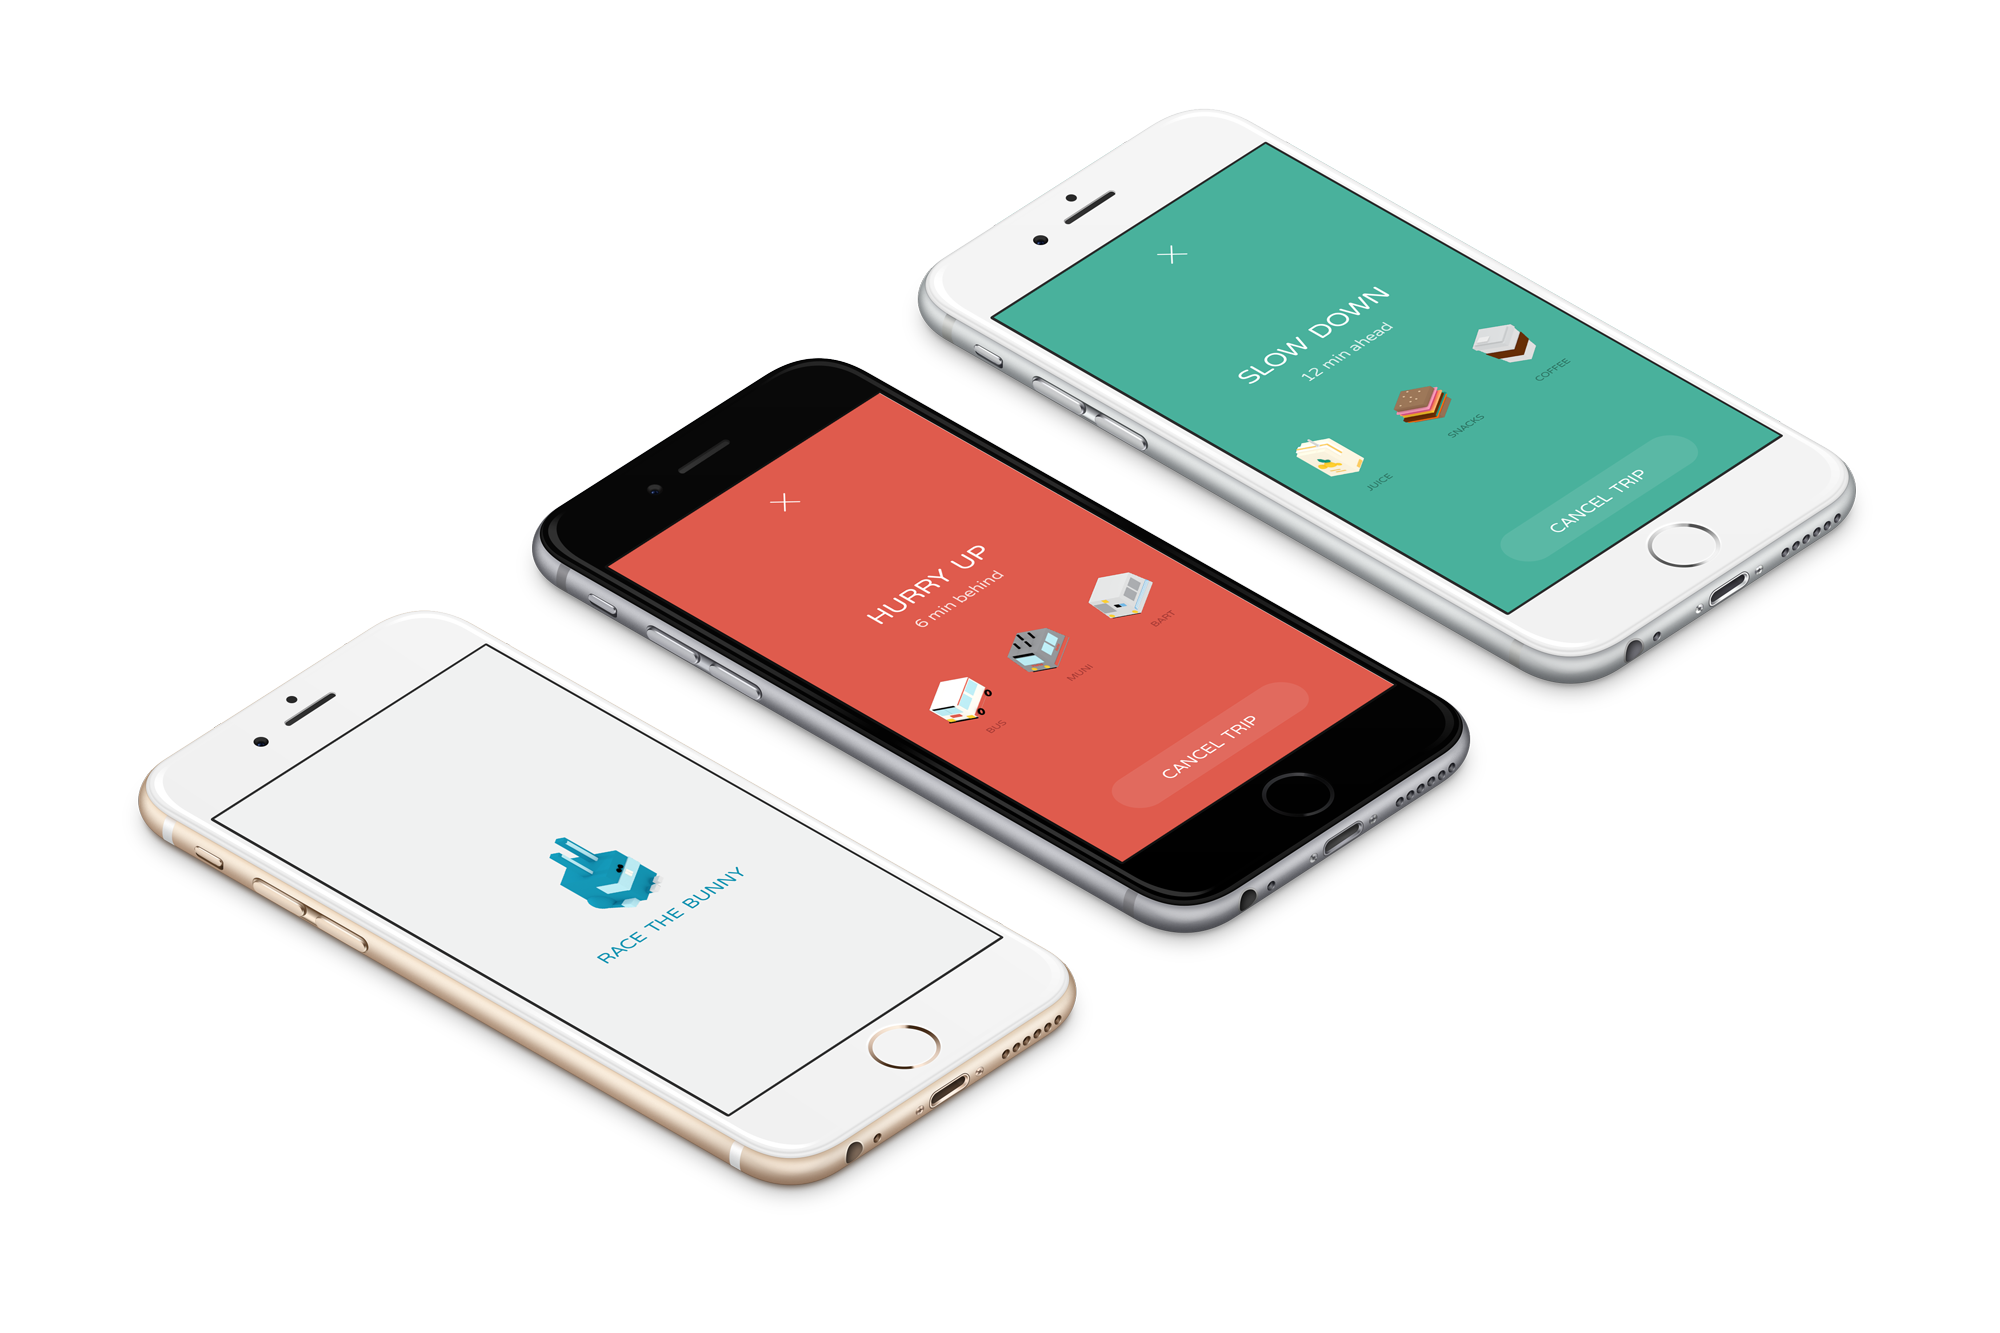 RACE THE BUNNY
HURRY UP
6 min behind
BUS
MUNI
BART
CANCEL TRIP
SLOW DOWN
12 min ahead
JUICE
SNACKS
COFFEE
CANCEL TRIP